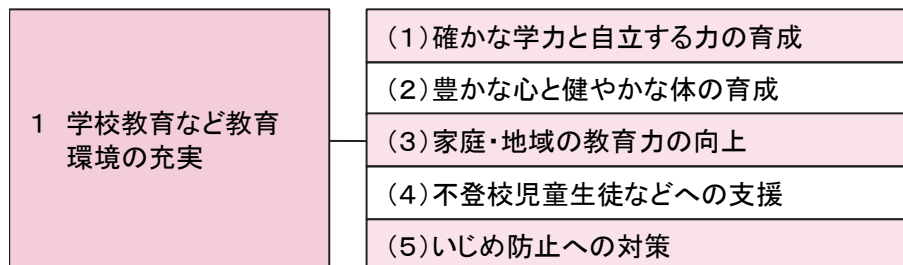 1 学校教育など教育
環境の充実
(1)確かな学力と自立する力の育成
(2)豊かな心と健やかな体の育成
(3)家庭・地域の教育力の向上
(4)不登校児童生徒などへの支援
(5)いじめ防止への対策